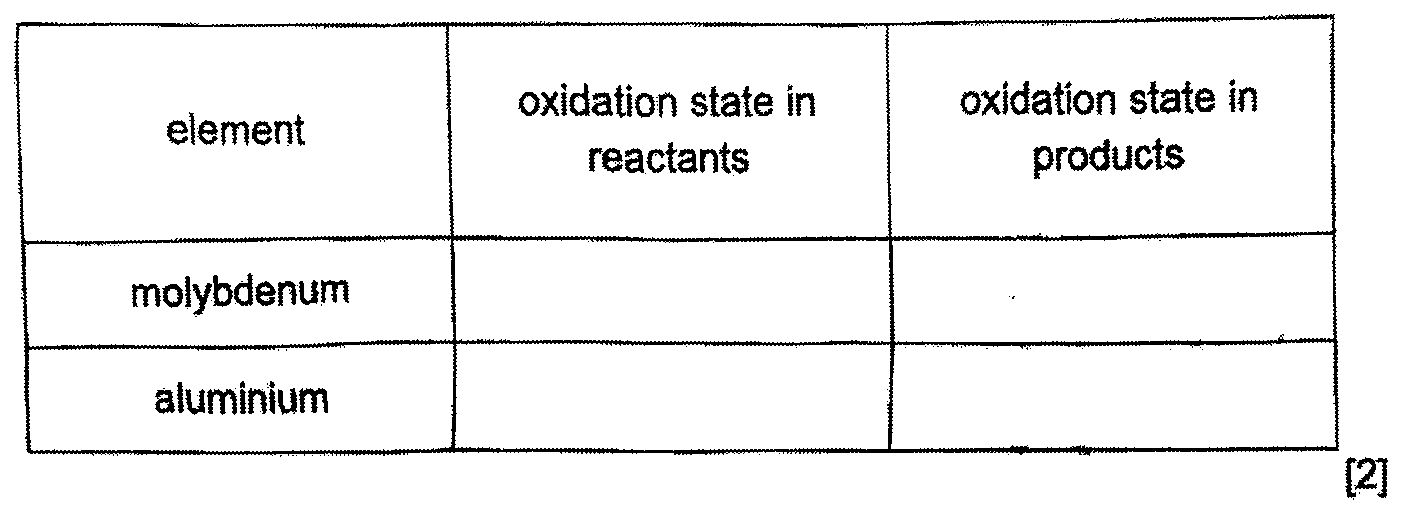 element
oxidation state in
reactants
oxidation state in
products
molybdenum
aluminium
[2]